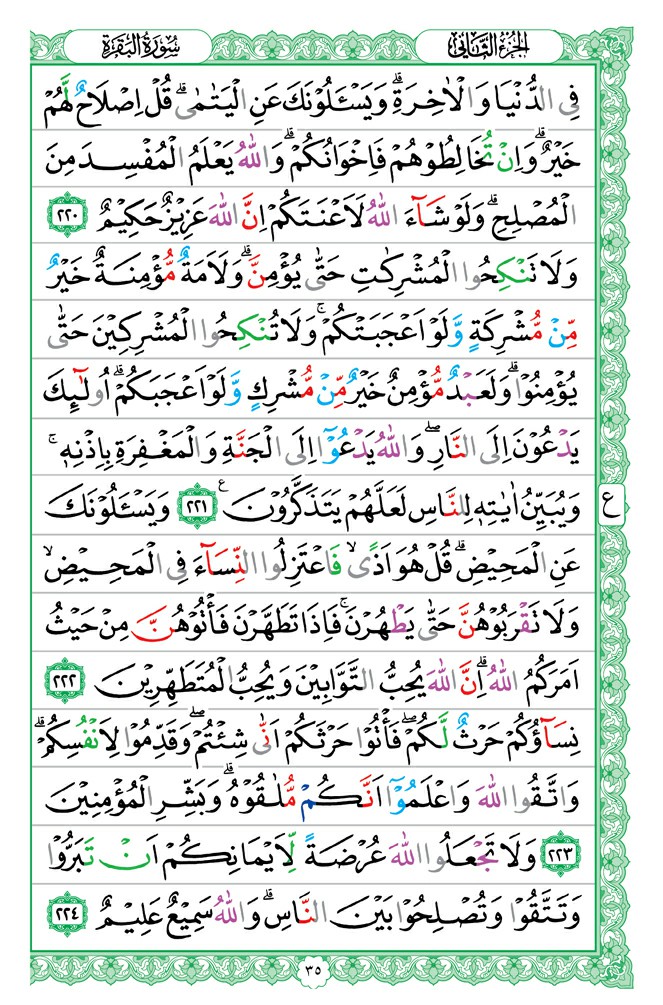 الجزء الثاني
سورة البقرة
فِى الدُّنْيَا وَ الْاٰخِرَةِ ۗ وَ يَسْـَٔلُوْنَكَ عَنِ الْيَتٰمٰى ۗ قُلْ اِصْلَاحٌ لَّهُمْ
خَيْرٌ ۗ وَ اِنْ تُخَالِطُوْهُمْ فَاِخْوَانُكُمْ ۗ وَ اللّٰهُ يَعْلَمُ الْمُفْسِدَ مِنَ
الْمُصْلِحِ ۗ وَ لَوْ شَآءَ اللّٰهُ لَاَعْنَتَكُمْ اِنَّ اللّٰهَ عَزِيْزٌ حَكِيْمٌ ٢٢٠
وَ لَا تَنْكِحُوا الْمُشْرِكٰتِ حَتّٰى يُؤْمِنَّ ۗ وَ لَاَمَةٌ مُّؤْمِنَةٌ خَيْرٌ
مِّنْ مُّشْرِكَةٍ وَّ لَوْ اَعْجَبَتْكُمْ ۚ وَ لَا تُنْكِحُوا الْمُشْرِكِيْنَ حَتّٰى
يُؤْمِنُوْا ۗ وَ لَعَبْدٌ مُّؤْمِنٌ خَيْرٌ مِّنْ مُّشْرِكٍ وَّ لَوْ اَعْجَبَكُمْ ۗ اُولٰٓئِكَ
يَدْعُوْنَ اِلَى النَّارِ ۖ وَ اللّٰهُ يَدْعُوْٓا اِلَى الْجَنَّةِ وَ الْمَغْفِرَةِ بِاِذْنِهٖ ۚ
وَ يُبَيِّنُ اٰيٰتِهٖ لِلنَّاسِ لَعَلَّهُمْ يَتَذَكَّرُوْنَ ع ٢٢١ وَ يَسْـَٔلُوْنَكَ
ع
عَنِ الْمَحِيْضِ ۗ قُلْ هُوَ اَذًى ۙ فَاعْتَزِلُوا النِّسَآءَ فِى الْمَحِيْضِ ۙ
وَ لَا تَقْرَبُوْهُنَّ حَتّٰى يَطْهُرْنَ ۚ فَاِذَا تَطَهَّرْنَ فَاْتُوْهُنَّ مِنْ حَيْثُ
اَمَرَكُمُ اللّٰهُ ۗ اِنَّ اللّٰهَ يُحِبُّ التَّوَّابِيْنَ وَ يُحِبُّ الْمُتَطَهِّرِيْنَ ٢٢٢
نِسَآؤُكُمْ حَرْثٌ لَّكُمْ ۖ فَاْتُوْا حَرْثَكُمْ اَنّٰى شِئْتُمْ ۖ وَ قَدِّمُوْا لِاَنْفُسِكُمْ ۗ
وَ اتَّقُوا اللّٰهَ وَ اعْلَمُوْٓا اَنَّكُمْ مُّلٰقُوْهُ ۗ وَ بَشِّرِ الْمُؤْمِنِيْنَ
٢٢٣ وَ لَا تَجْعَلُوا اللّٰهَ عُرْضَةً لِّاَيْمَانِكُمْ اَنْ تَبَرُّوْا
وَ تَتَّقُوْا وَ تُصْلِحُوْا بَيْنَ النَّاسِ ۗ وَ اللّٰهُ سَمِيْعٌ عَلِيْمٌ ٢٢٤
٣٥